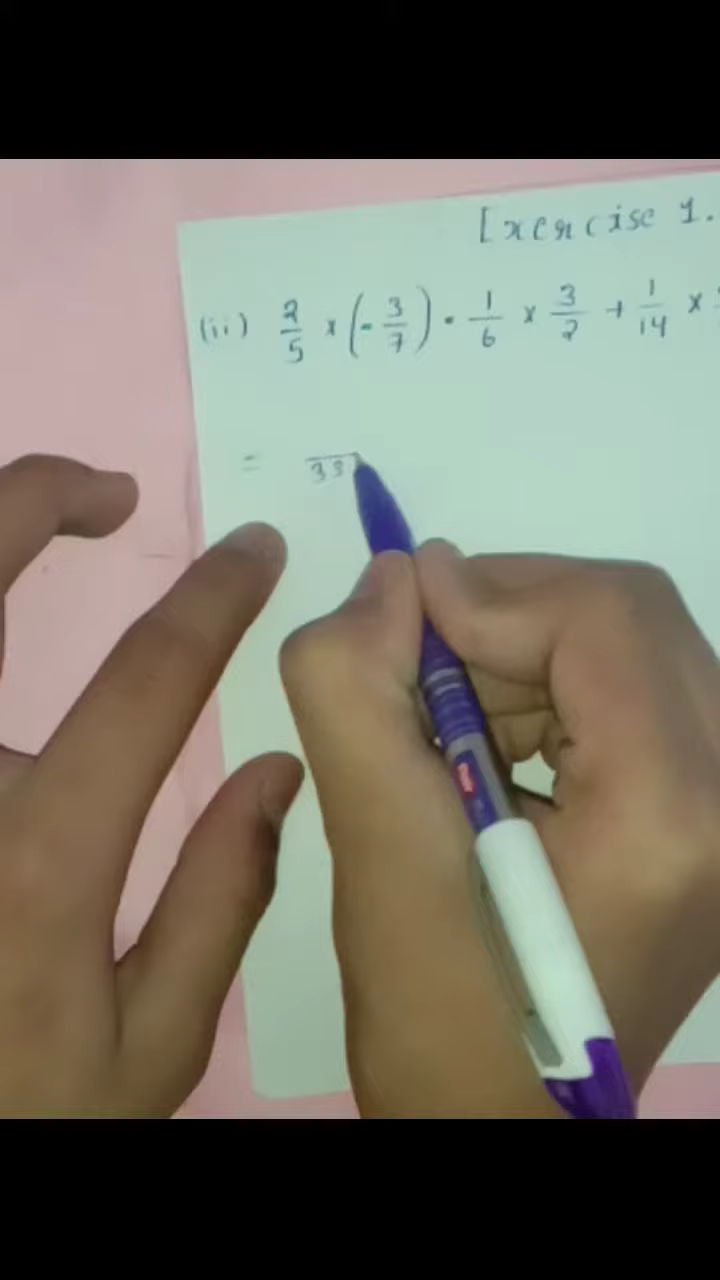 Exercise 1.
(ii) 2/5 × (-3/7) - 1/6 × 3/2 + 1/14 ×
=